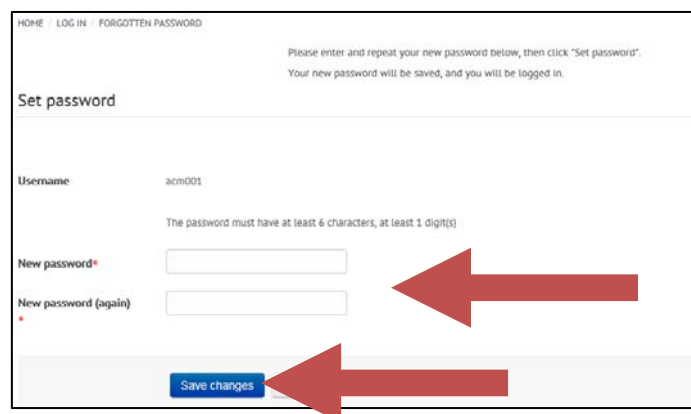 HOME / LOG IN / FORGOTTEN PASSWORD
Please enter and repeat your new password below, then click "Set password".
Your new password will be saved, and you will be logged in.
Set password
Username acm001
The password must have at least 6 characters, at least 1 digit(s)
New password*
New password (again)
*
Save changes